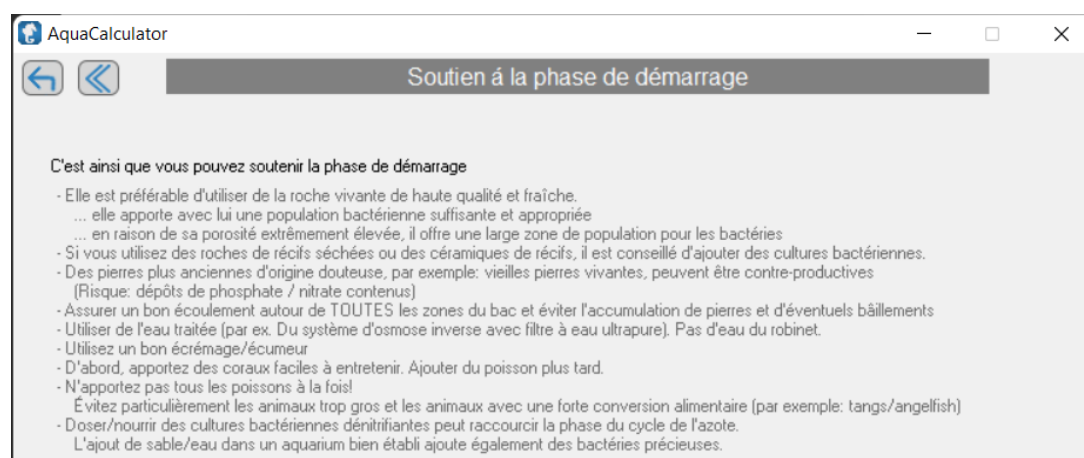 AquaCalculator
Soutien á la phase de démarrage
C'est ainsi que vous pouvez soutenir la phase de démarrage
- Elle est préférable d'utiliser de la roche vivante de haute qualité et fraîche.
... elle apporte avec lui une population bactérienne suffisante et appropriée
... en raison de sa porosité extrêmement élevée, il offre une large zone de population pour les bactéries
- Si vous utilisez des roches de récifs séchées ou des céramiques de récifs, il est conseillé d'ajouter des cultures bactériennes.
- Des pierres plus anciennes d'origine douteuse, par exemple: vieilles pierres vivantes, peuvent être contre-productives
(Risque: dépôts de phosphate / nitrate contenus)
- Assurer un bon écoulement autour de TOUTES les zones du bac et éviter l'accumulation de pierres et d'éventuels bâillements
- Utiliser de l'eau traitée (par ex. Du système d'osmose inverse avec filtre à eau ultrapure). Pas d'eau du robinet.
- Utilisez un bon écrémage/écumeur
- D'abord, apportez des coraux faciles à entretenir. Ajouter du poisson plus tard.
- N'apportez pas tous les poissons à la fois!
Évitez particulièrement les animaux trop gros et les animaux avec une forte conversion alimentaire (par exemple: tangs/angelfish)
- Doser/nourrir des cultures bactériennes dénitrifiantes peut raccourcir la phase du cycle de l'azote.
L'ajout de sable/eau dans un aquarium bien établi ajoute également des bactéries précieuses.